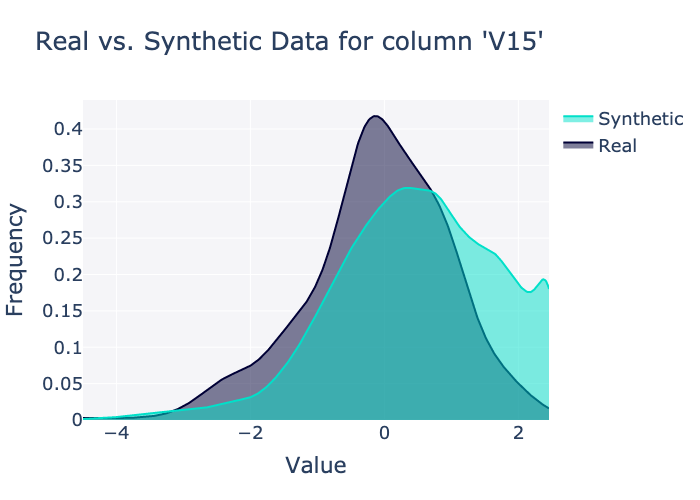 Real vs. Synthetic Data for column 'V15'
Synthetic
Real
Frequency
0.4
0.35
0.3
0.25
0.2
0.15
0.1
0.05
0
−4
−2
0
2
Value